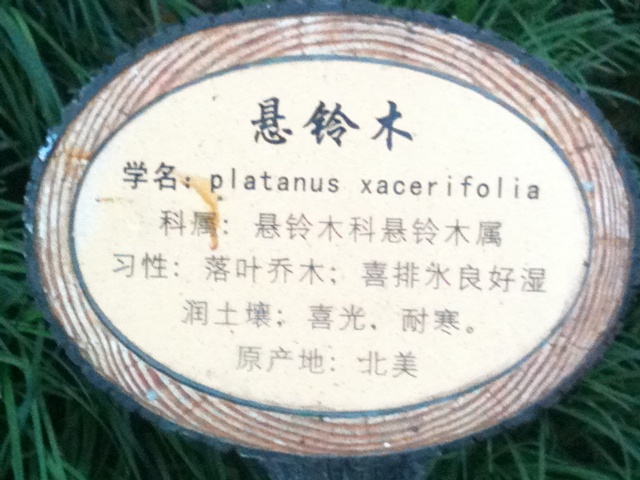 悬铃木
学名：platanus xacerifolia
科属：悬铃木科悬铃木属
习性：落叶乔木；喜排水良好湿
润土壤；喜光、耐寒。
原产地：北美